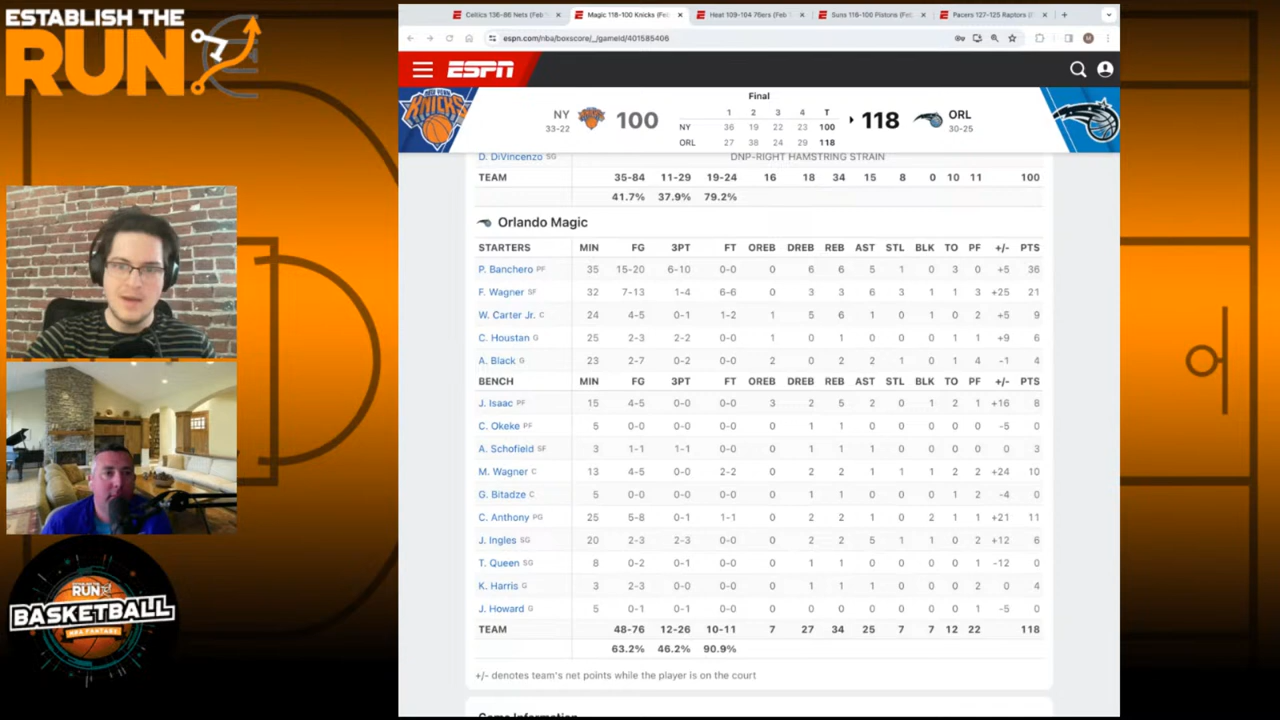 ESTABLISH THE
RUN
Celtics 136-86 Nets (Feb
Magic 118-100 Knicks (Feb
Heat 109-104 76ers (Feb
Suns 116-100 Pistons (Feb
Pacers 127-125 Raptors (F
espn.com/nba/boxscore/_/gameId/401585406
ESPN
KNICKS
NY
33-22
100
Final
1 2 3 4 T
NY 36 19 22 23 100
ORL 27 38 24 29 118
118
ORL
30-25
D. DiVincenzo SG DNP-RIGHT HAMSTRING STRAIN
TEAM 35-84 11-29 19-24 16 18 34 15 8 0 10 11 100
41.7% 37.9% 79.2%
Orlando Magic
STARTERS MIN FG 3PT FT OREB DREB REB AST STL BLK TO PF +/- PTS
P. Banchero PF 35 15-20 6-10 0-0 0 6 6 5 1 0 3 0 +5 36
F. Wagner SF 32 7-13 1-4 6-6 0 3 3 6 3 1 1 3 +25 21
W. Carter Jr. C 24 4-5 0-1 1-2 1 5 6 1 0 1 0 2 +5 9
C. Houstan G 25 2-3 2-2 0-0 1 0 1 0 0 0 1 1 +9 6
A. Black G 23 2-7 0-2 0-0 2 0 2 2 1 0 1 4 -1 4
BENCH MIN FG 3PT FT OREB DREB REB AST STL BLK TO PF +/- PTS
J. Isaac PF 15 4-5 0-0 0-0 3 2 5 2 0 1 2 1 +16 8
C. Okeke PF 5 0-0 0-0 0-0 0 1 1 0 0 0 0 0 -5 0
A. Schofield SF 3 1-1 1-1 0-0 0 1 1 1 0 0 0 0 0 3
M. Wagner C 13 4-5 0-0 2-2 0 2 2 1 1 1 2 2 +24 10
G. Bitadze C 5 0-0 0-0 0-0 0 1 1 0 0 0 1 2 -4 0
C. Anthony PG 25 5-8 0-1 1-1 0 2 2 1 0 2 1 1 +21 11
J. Ingles SG 20 2-3 2-3 0-0 0 2 2 5 1 1 0 2 +12 6
T. Queen SG 8 0-2 0-1 0-0 0 1 1 0 0 0 0 1 -12 0
K. Harris G 3 2-3 0-0 0-0 0 1 1 1 0 0 0 1 0 4
J. Howard G 5 0-1 0-1 0-0 0 0 0 0 0 0 0 1 -5 0
TEAM 48-76 12-26 10-11 7 27 34 25 7 7 12 22 118
63.2% 46.2% 90.9%
+/- denotes team's net points while the player is on the court
Game Information
ESTABLISH THE
RUN
BASKETBALL
NBA FANTASY